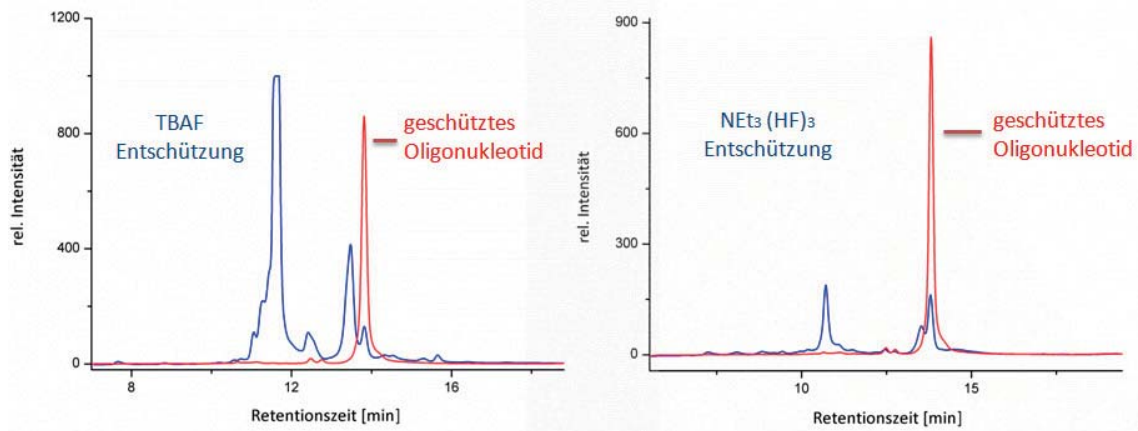 1200
800
400
0
rel. Intensität
TBAF
Entschützung
geschütztes
Oligonukleotid
8
12
16
Retentionszeit [min]
900
600
300
0
rel. Intensität
NEt₃ (HF)₃
Entschützung
geschütztes
Oligonukleotid
10
15
Retentionszeit [min]